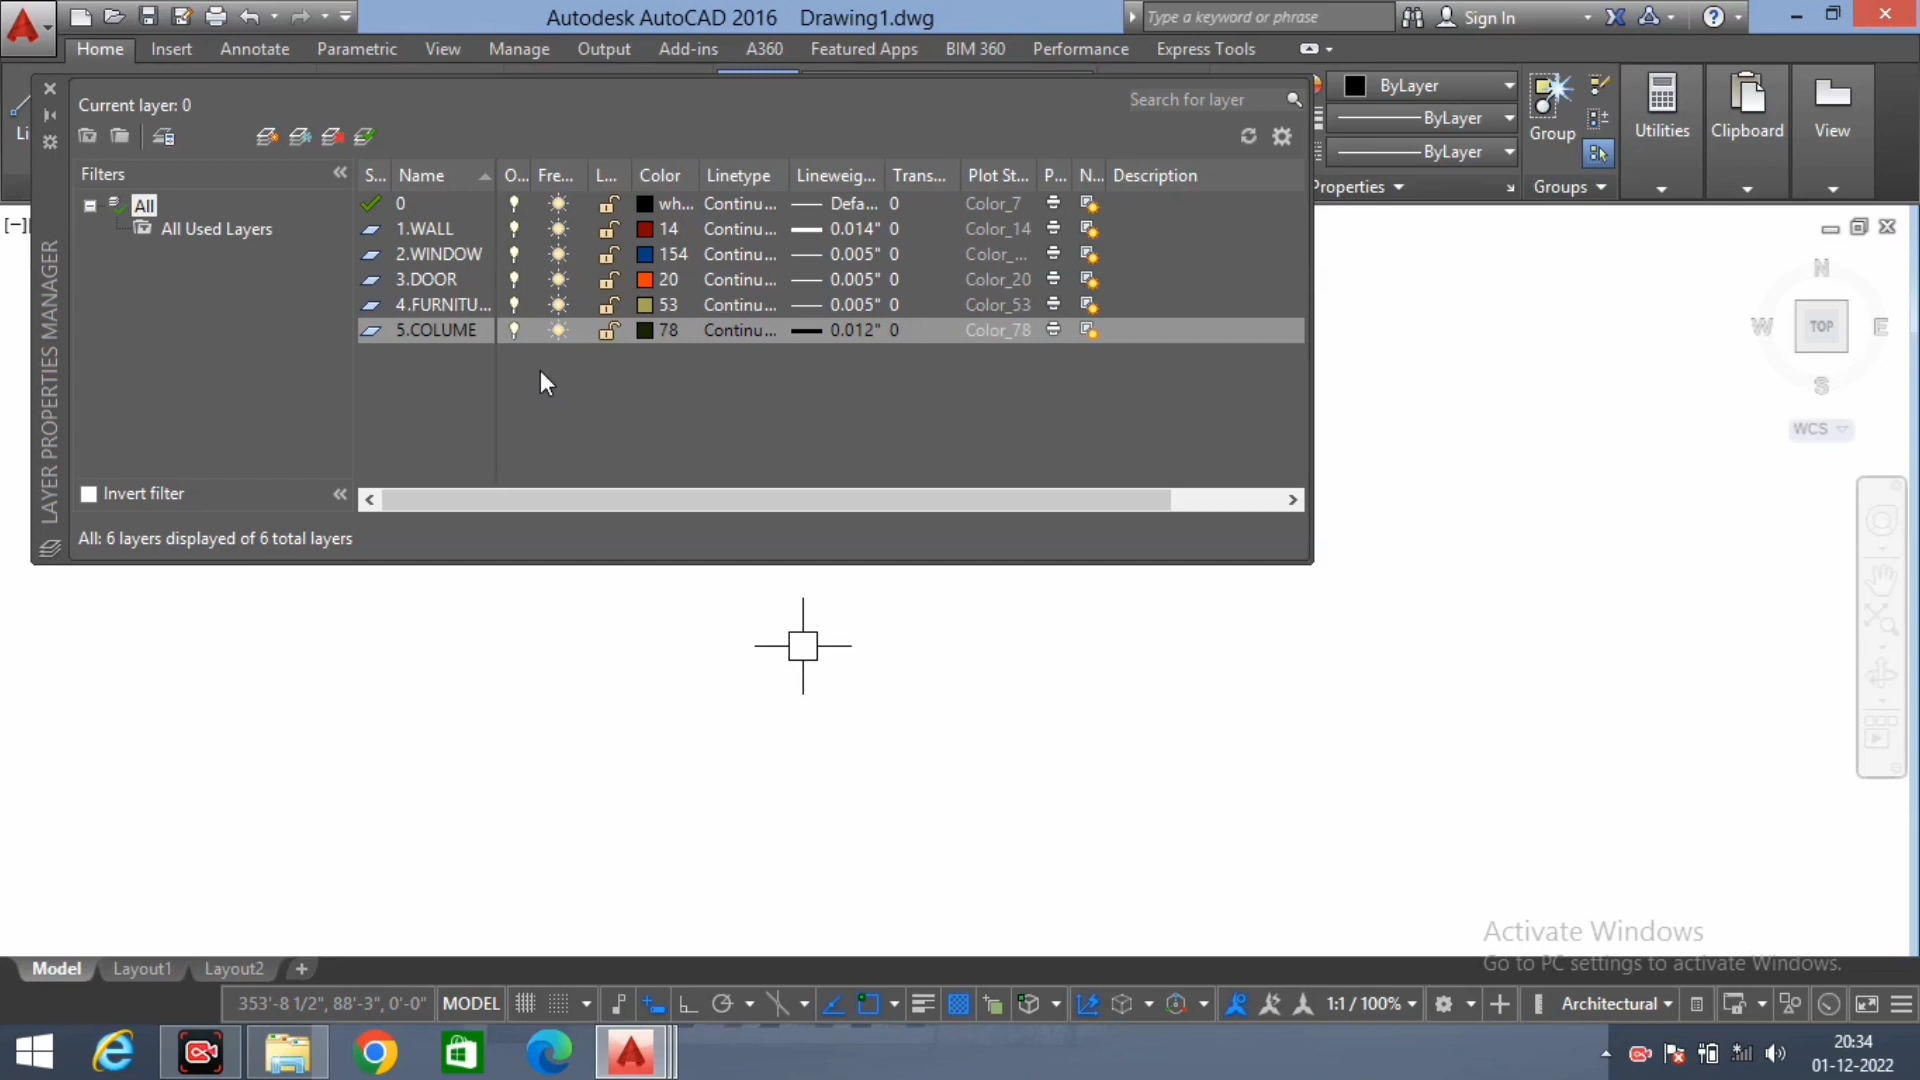 Autodesk AutoCAD 2016 Drawing1.dwg
Type a keyword or phrase
Sign In
Home Insert Annotate Parametric View Manage Output Add-ins A360 Featured Apps BIM 360 Performance Express Tools
Li
Current layer: 0
Search for layer
ByLayer
ByLayer
ByLayer
Group
Utilities
Clipboard
View
Properties
Groups
Filters
All
All Used Layers
S... Name O... Fre... L... Color Linetype Lineweig... Trans... Plot St... P... N... Description
0 wh... Continu... Defa... 0 Color_7
1.WALL 14 Continu... 0.014" 0 Color_14
2.WINDOW 154 Continu... 0.005" 0 Color_...
3.DOOR 20 Continu... 0.005" 0 Color_20
4.FURNITU... 53 Continu... 0.005" 0 Color_53
5.COLUME 78 Continu... 0.012" 0 Color_78
LAYER PROPERTIES MANAGER
Invert filter
All: 6 layers displayed of 6 total layers
[−]
N
W TOP E
S
WCS
Activate Windows
Go to PC settings to activate Windows.
Model Layout1 Layout2 +
353'-8 1/2", 88'-3", 0'-0" MODEL 1:1 / 100% Architectural
20:34
01-12-2022